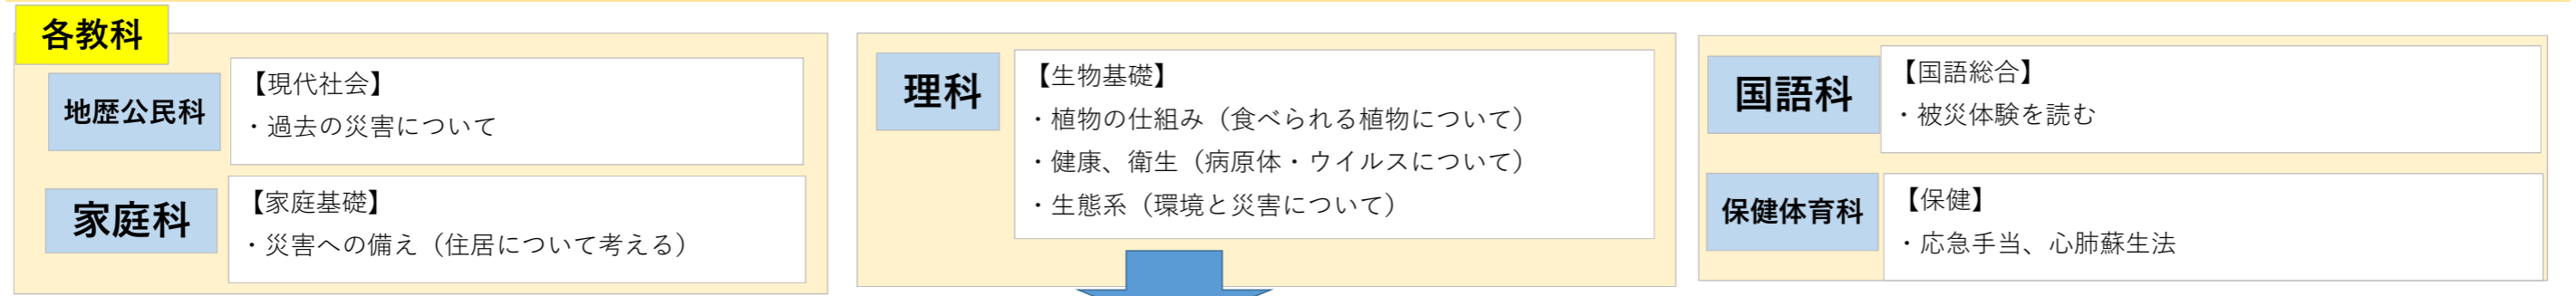 各教科
地歴公民科
【現代社会】
・過去の災害について
家庭科
【家庭基礎】
・災害への備え（住居について考える）
理科
【生物基礎】
・植物の仕組み（食べられる植物について）
・健康、衛生（病原体・ウイルスについて）
・生態系（環境と災害について）
国語科
【国語総合】
・被災体験を読む
保健体育科
【保健】
・応急手当、心肺蘇生法